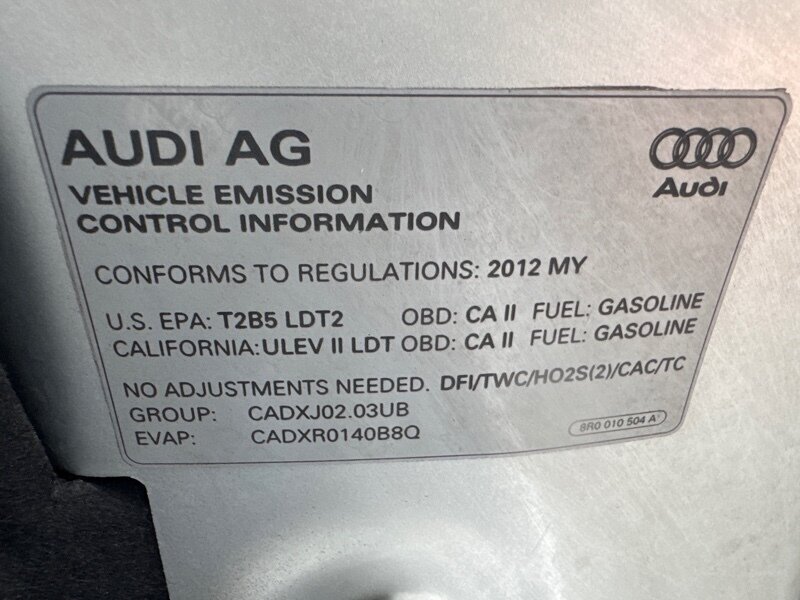 AUDI AG
Audi
VEHICLE EMISSION
CONTROL INFORMATION
CONFORMS TO REGULATIONS: 2012 MY
U.S. EPA: T2B5 LDT2 OBD: CA II FUEL: GASOLINE
CALIFORNIA: ULEV II LDT OBD: CA II FUEL: GASOLINE
NO ADJUSTMENTS NEEDED. DFI/TWC/HO2S(2)/CAC/TC
GROUP: CADXJ02.03UB
EVAP: CADXR0140B8Q
8R0 010 504 A